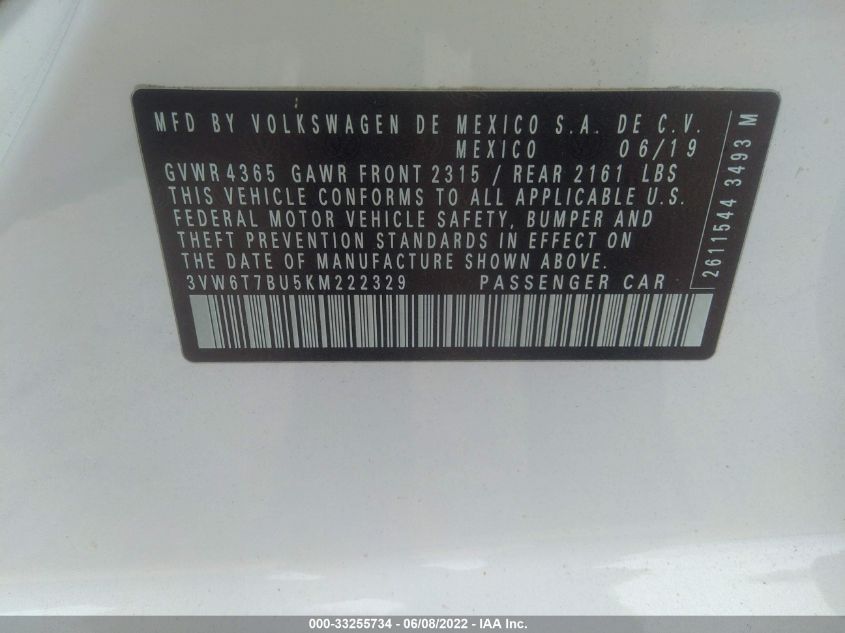 MFD BY VOLKSWAGEN DE MEXICO S.A. DE C.V.
MEXICO 06/19
GVWR 4365 GAWR FRONT 2315 / REAR 2161 LBS
THIS VEHICLE CONFORMS TO ALL APPLICABLE U.S.
FEDERAL MOTOR VEHICLE SAFETY, BUMPER AND
THEFT PREVENTION STANDARDS IN EFFECT ON
THE DATE OF MANUFACTURE SHOWN ABOVE.
3VW6T7BU5KM222329 PASSENGER CAR
2611544 3493 M
000-33255734 - 06/08/2022 - IAA Inc.